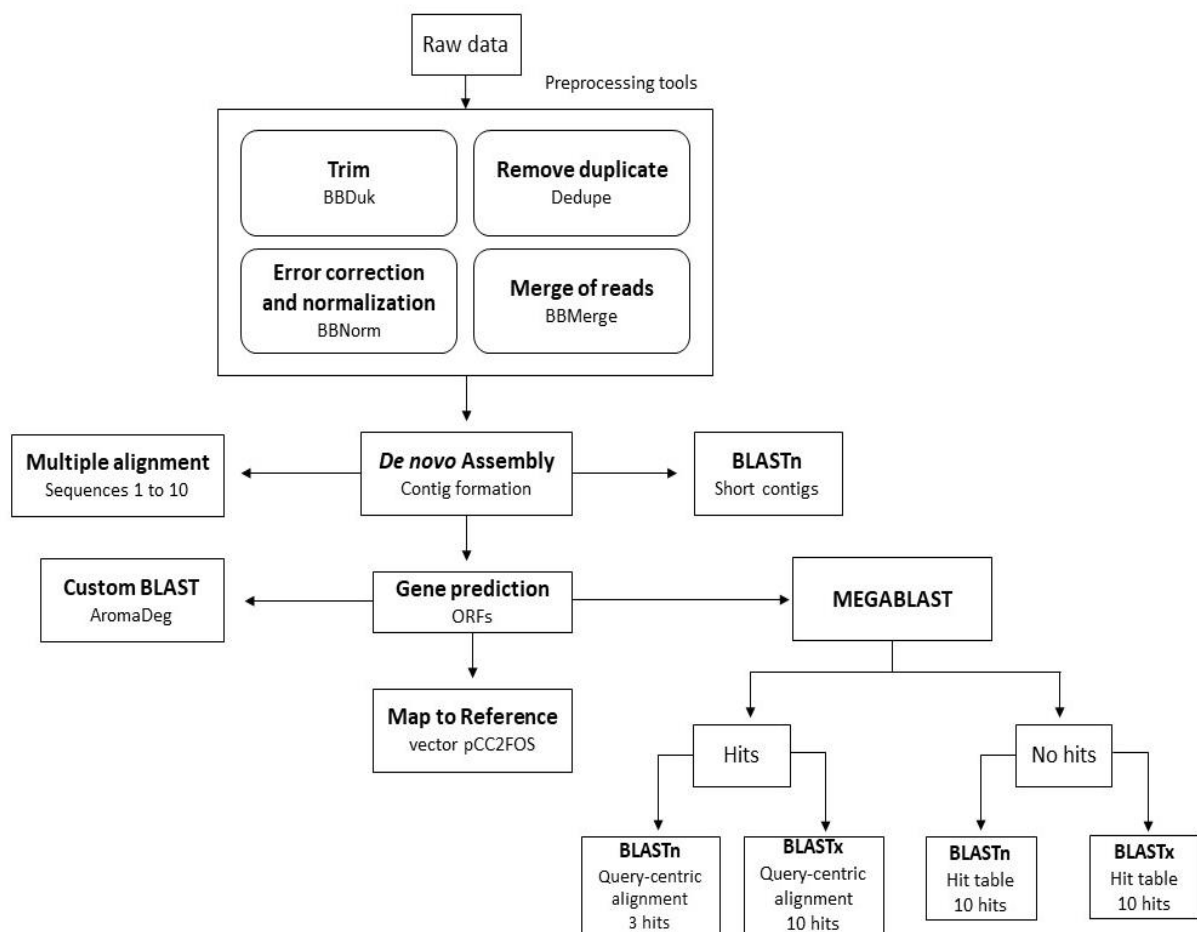 Raw data
Preprocessing tools
Trim
BBDuk
Remove duplicate
Dedupe
Error correction
and normalization
BBNorm
Merge of reads
BBMerge
Multiple alignment
Sequences 1 to 10
De novo Assembly
Contig formation
BLASTn
Short contigs
Custom BLAST
AromaDeg
Gene prediction
ORFs
MEGABLAST
Map to Reference
vector pCC2FOS
Hits
No hits
BLASTn
Query-centric
alignment
3 hits
BLASTx
Query-centric
alignment
10 hits
BLASTn
Hit table
10 hits
BLASTx
Hit table
10 hits